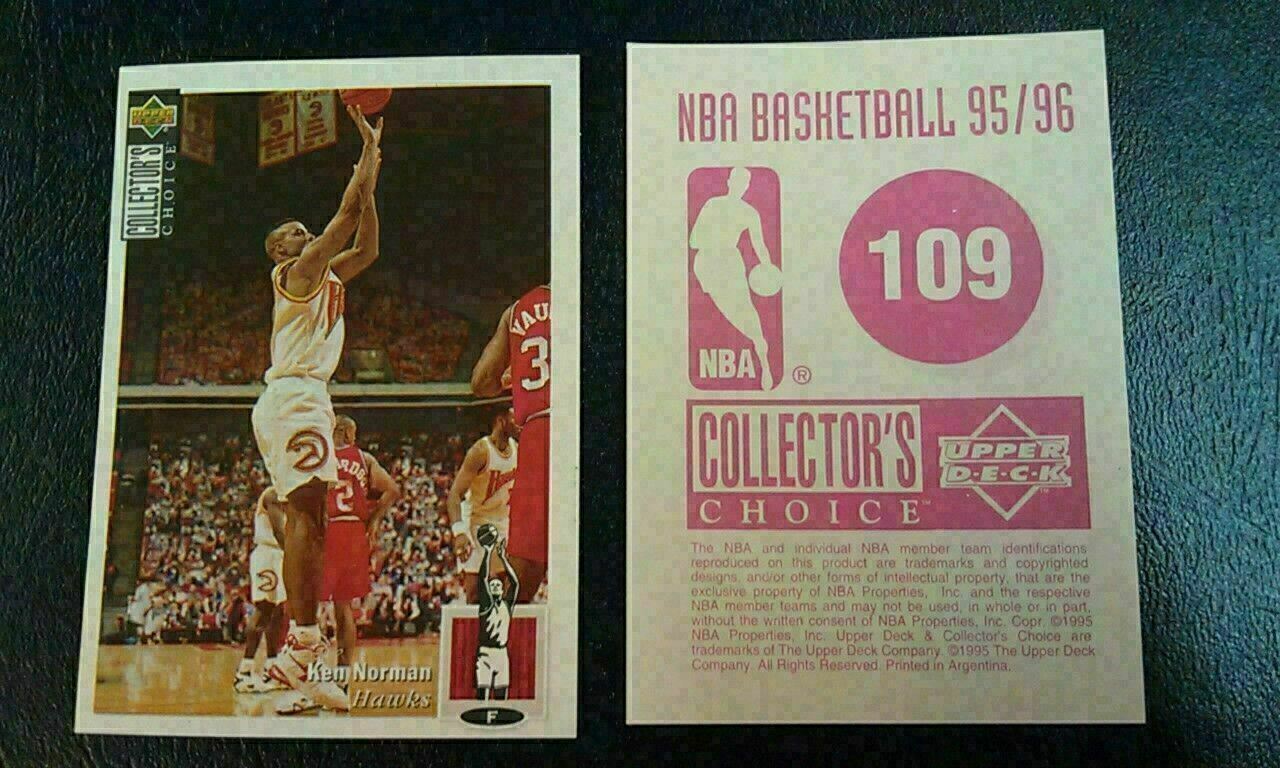 UPPER DECK
COLLECTOR'S
CHOICE
VAU
3
2
Ken Norman
Hawks
F
NBA BASKETBALL 95/96
109
NBA
®
COLLECTOR'S
CHOICE™
UPPER
D·E·C·K
The NBA and individual NBA member team identifications
reproduced on this product are trademarks and copyrighted
designs, and/or other forms of intellectual property, that are the
exclusive property of NBA Properties, Inc. and the respective
NBA member teams and may not be used, in whole or in part,
without the written consent of NBA Properties, Inc. Copr. ©1995
NBA Properties, Inc. Upper Deck & Collector's Choice are
trademarks of The Upper Deck Company. ©1995 The Upper Deck
Company. All Rights Reserved. Printed in Argentina.